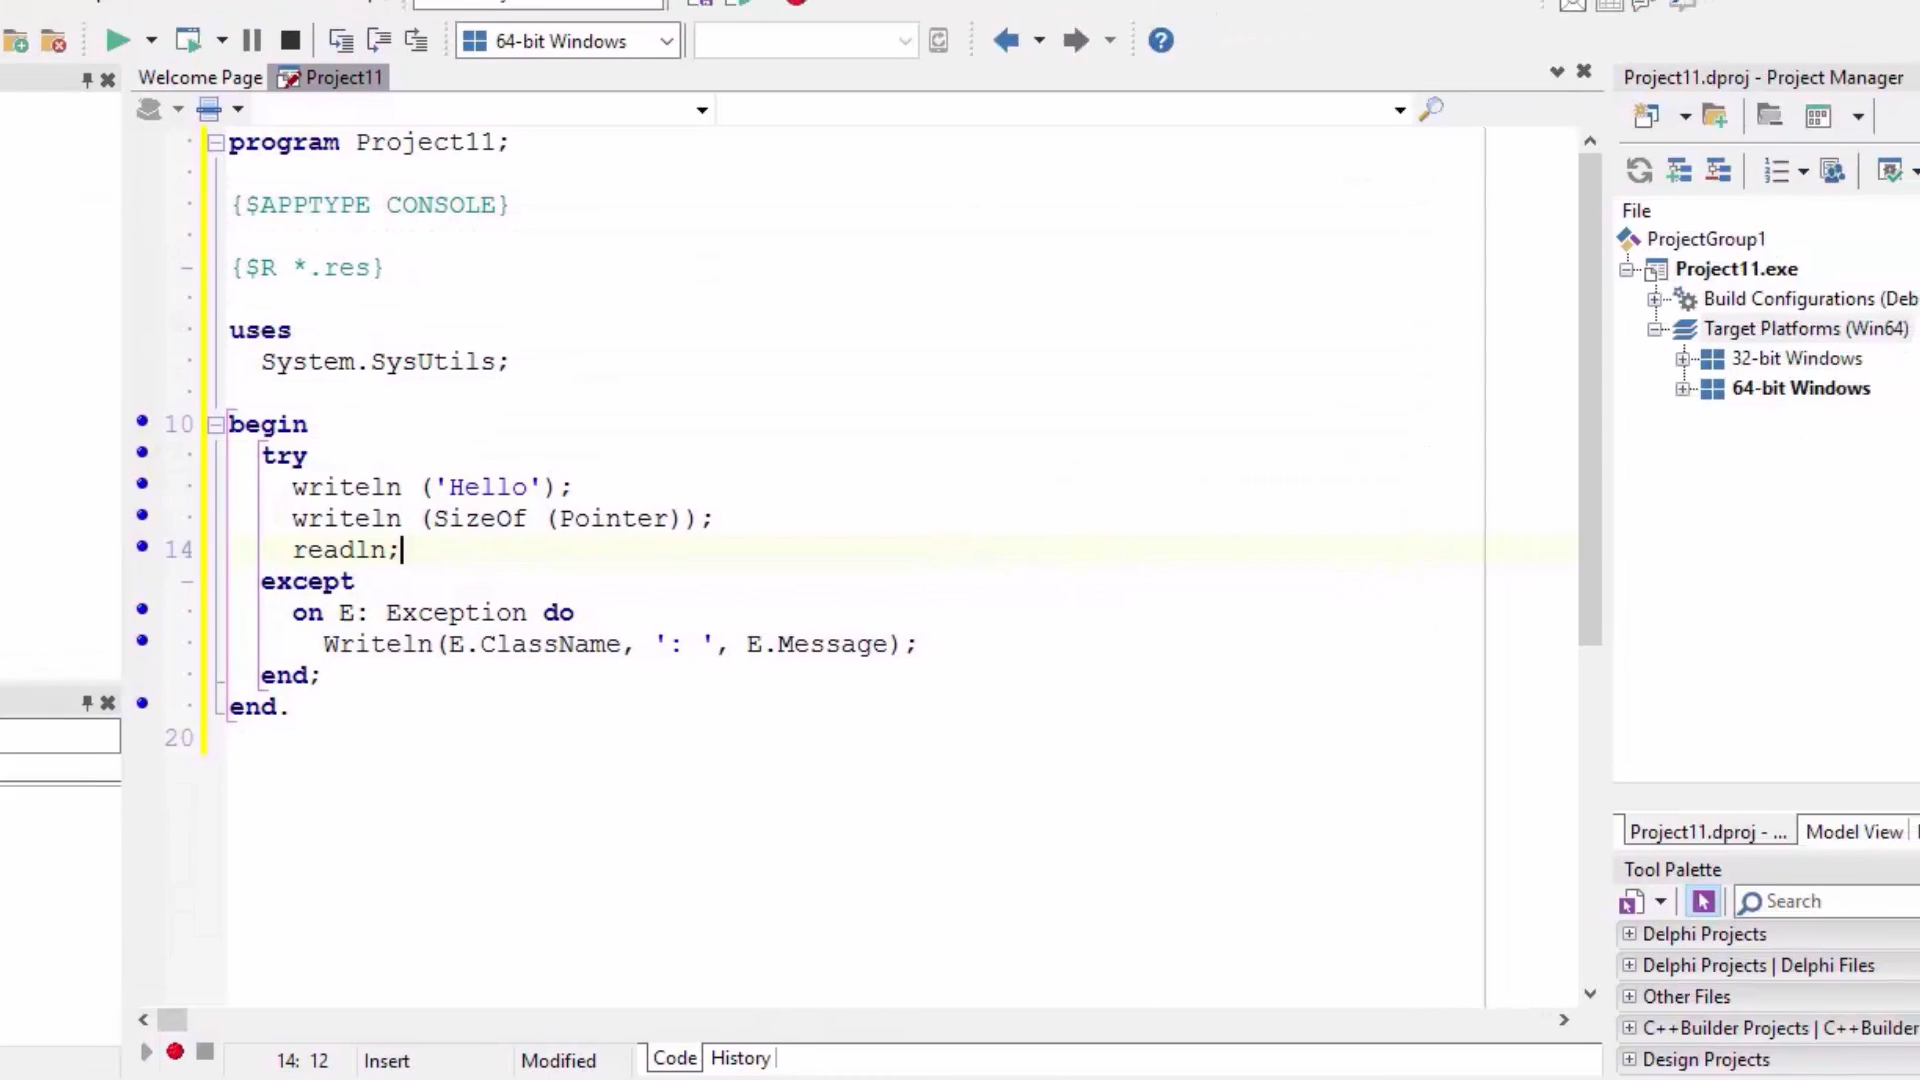 64-bit Windows
Welcome Page
Project11
Project11.dproj - Project Manager
program Project11;
{$APPTYPE CONSOLE}
{$R *.res}
uses
System.SysUtils;
10
begin
try
writeln ('Hello');
writeln (SizeOf (Pointer));
14
readln;
except
on E: Exception do
Writeln(E.ClassName, ': ', E.Message);
end;
end.
20
File
ProjectGroup1
Project11.exe
Build Configurations (Deb
Target Platforms (Win64)
32-bit Windows
64-bit Windows
Project11.dproj - ...
Model View
Tool Palette
Search
Delphi Projects
Delphi Projects | Delphi Files
Other Files
C++Builder Projects | C++Builder
Design Projects
14: 12
Insert
Modified
Code
History